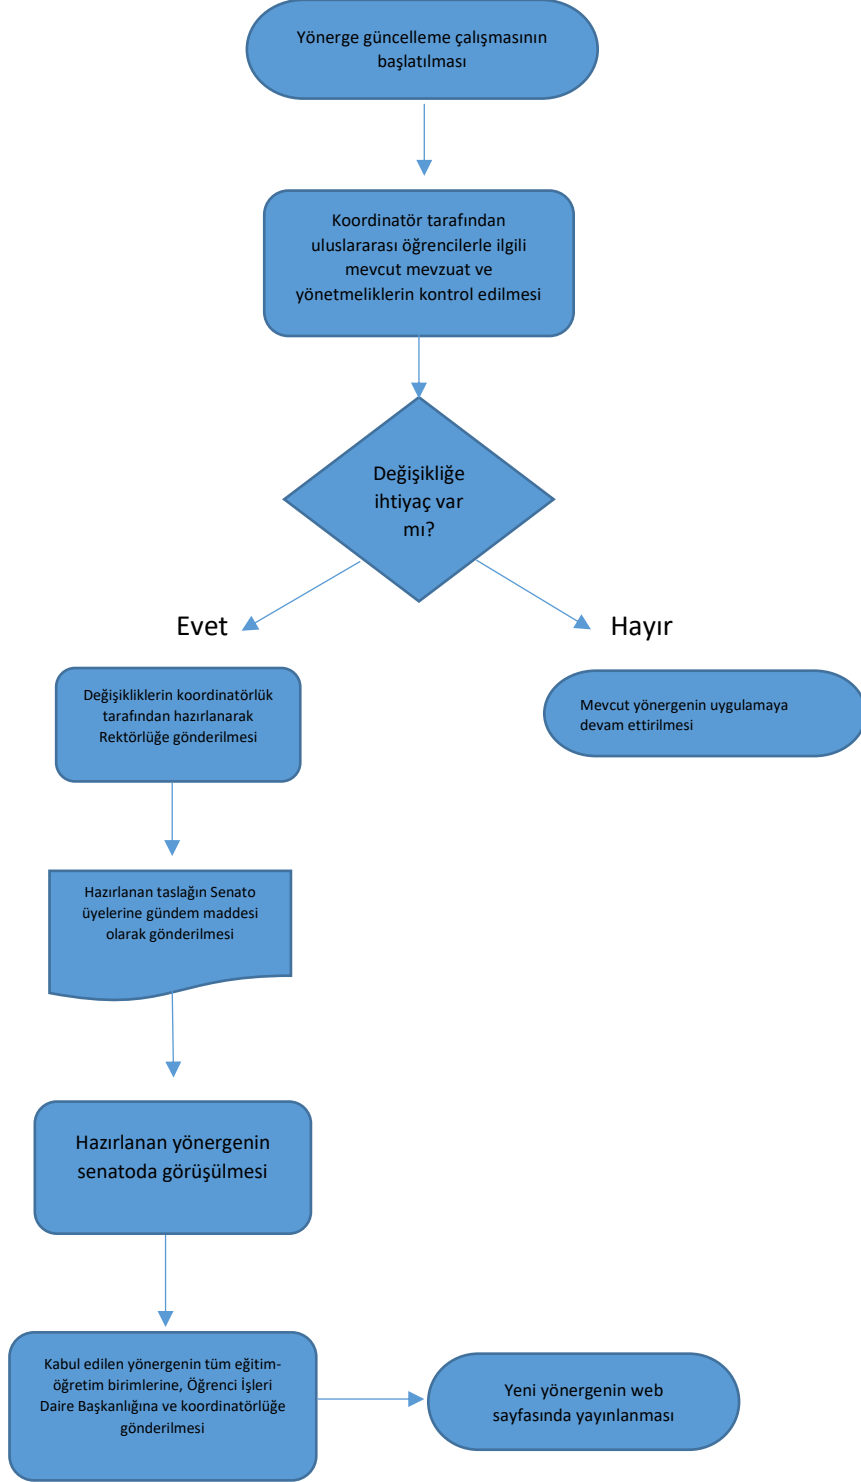 Yönerge güncelleme çalışmasının
başlatılması
Koordinatör tarafından
uluslararası öğrencilerle ilgili
mevcut mevzuat ve
yönetmeliklerin kontrol edilmesi
Değişikliğe
ihtiyaç var
mı?
Evet
Hayır
Değişikliklerin koordinatörlük
tarafından hazırlanarak
Rektörlüğe gönderilmesi
Mevcut yönergenin uygulamaya
devam ettirilmesi
Hazırlanan taslağın Senato
üyelerine gündem maddesi
olarak gönderilmesi
Hazırlanan yönergenin
senatoda görüşülmesi
Kabul edilen yönergenin tüm eğitim-
öğretim birimlerine, Öğrenci İşleri
Daire Başkanlığına ve koordinatörlüğe
gönderilmesi
Yeni yönergenin web
sayfasında yayınlanması